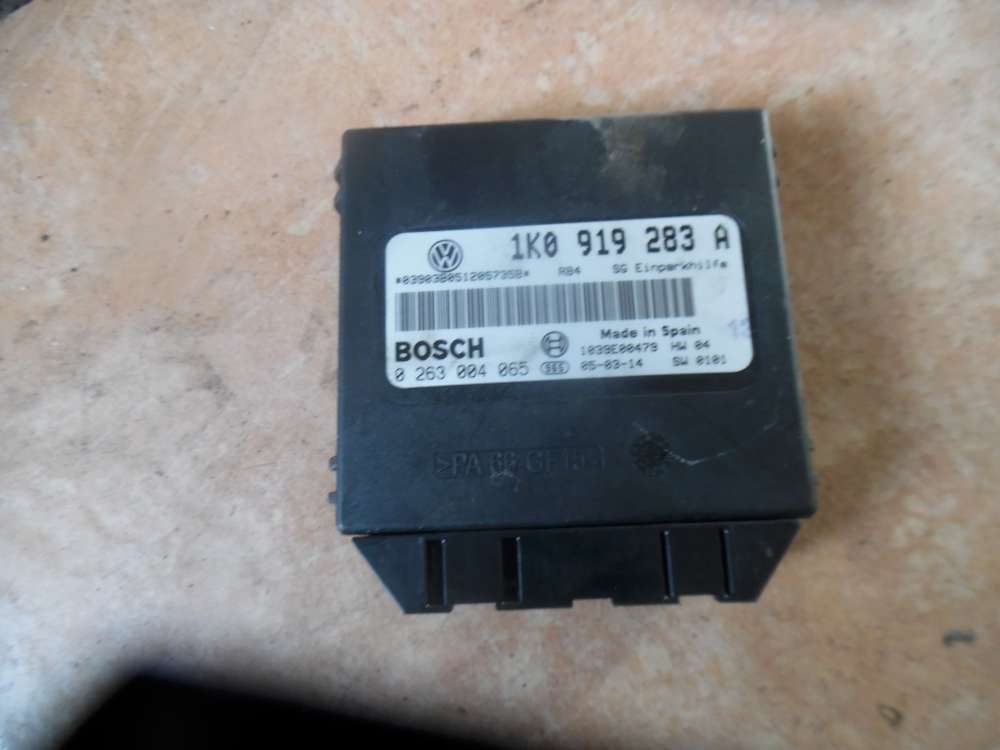 1K0 919 283 A
*03903B051205735B* RB4 SG Einparkhilfe
Made in Spain
BOSCH 1039E00479 HW 04
0 263 004 065 05-03-14 SW 0101
>PA 66 GF15<